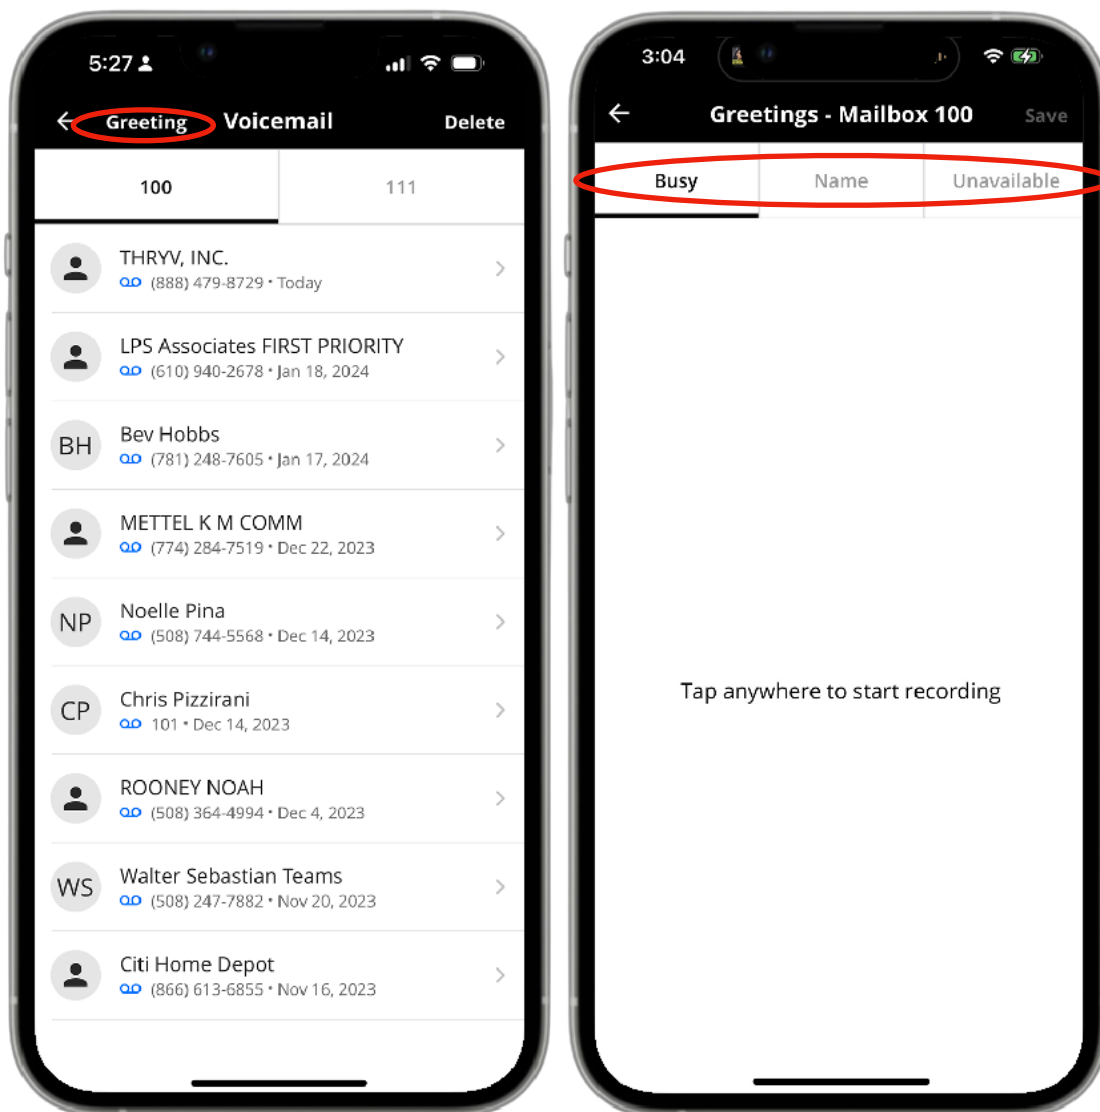 5:27
Greeting Voicemail Delete
100 111
THRYV, INC.
(888) 479-8729 • Today
LPS Associates FIRST PRIORITY
(610) 940-2678 • Jan 18, 2024
BH
Bev Hobbs
(781) 248-7605 • Jan 17, 2024
METTEL K M COMM
(774) 284-7519 • Dec 22, 2023
NP
Noelle Pina
(508) 744-5568 • Dec 14, 2023
CP
Chris Pizzirani
101 • Dec 14, 2023
ROONEY NOAH
(508) 364-4994 • Dec 4, 2023
WS
Walter Sebastian Teams
(508) 247-7882 • Nov 20, 2023
Citi Home Depot
(866) 613-6855 • Nov 16, 2023
3:04
Greetings - Mailbox 100 Save
Busy Name Unavailable
Tap anywhere to start recording